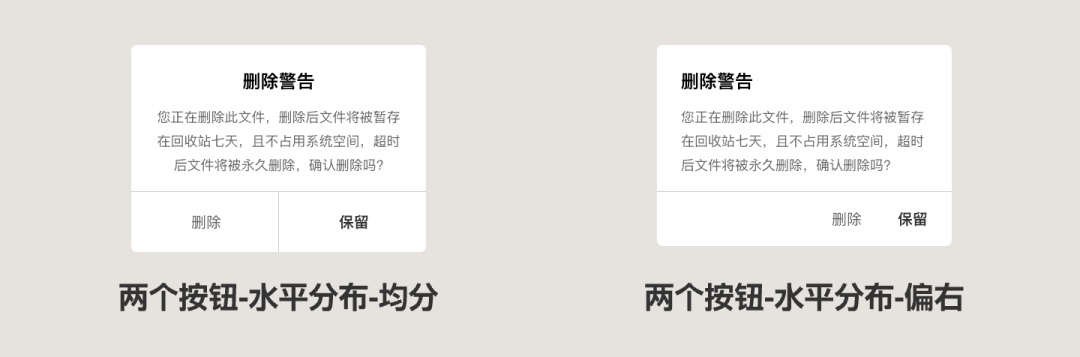 删除警告
您正在删除此文件，删除后文件将被暂存
在回收站七天，且不占用系统空间，超时
后文件将被永久删除，确认删除吗？
删除 保留
两个按钮-水平分布-均分
删除警告
您正在删除此文件，删除后文件将被暂存
在回收站七天，且不占用系统空间，超时
后文件将被永久删除，确认删除吗？
删除 保留
两个按钮-水平分布-偏右